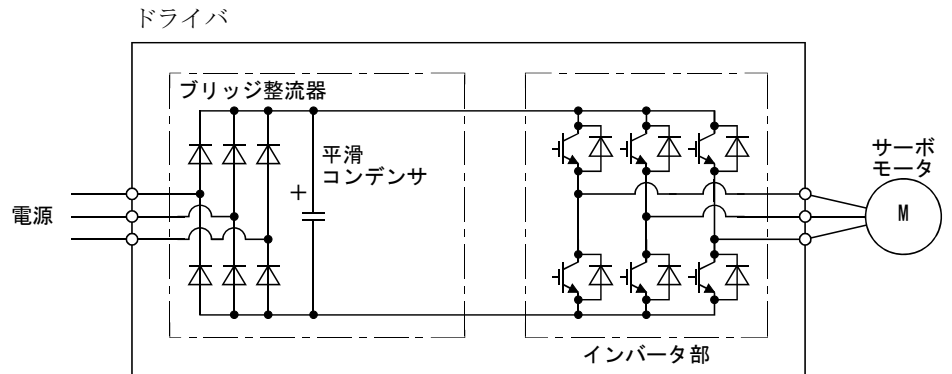 ドライバ
ブリッジ整流器
平滑
コンデンサ
+
電源
サーボ
モータ
M
インバータ部